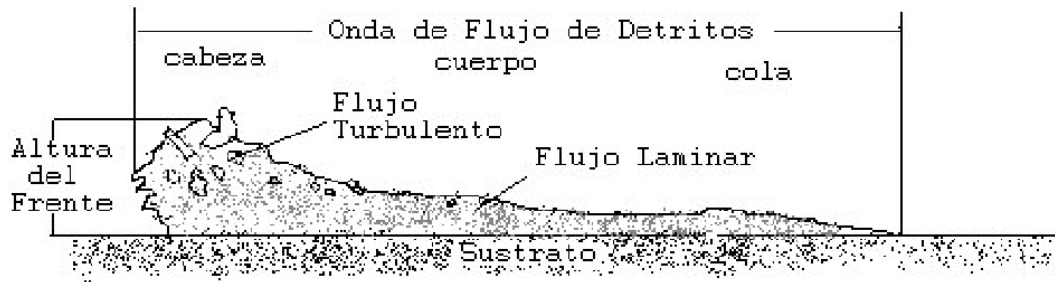 Onda de Flujo de Detritos
cabeza
cuerpo
cola
Flujo
Turbulento
Altura
del
Frente
Flujo Laminar
Sustrato